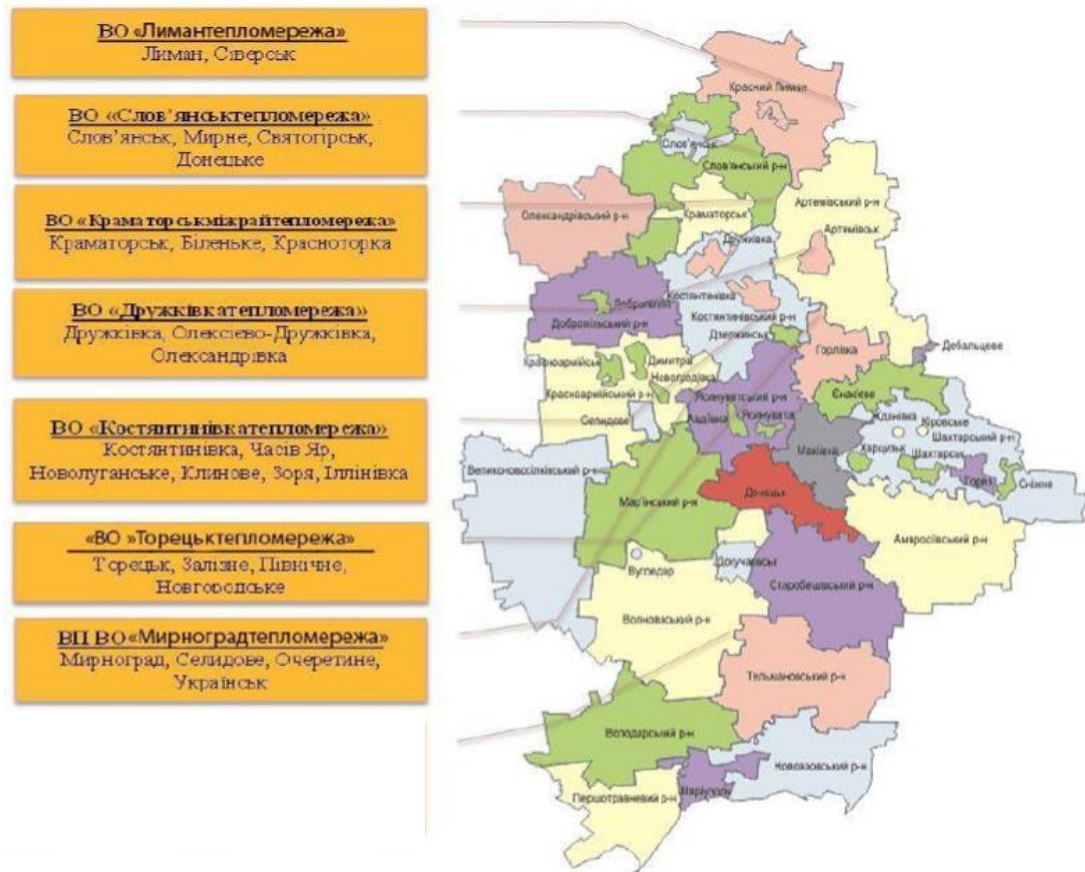 ВО «Лимантепломережа»
Лиман, Сіверськ
ВО «Слов’янськтепломережа»
Слов’янськ, Мирне, Святогірськ,
Донецьке
ВО «Краматорськміжрайтепломережа»
Краматорськ, Біленьке, Красноторка
ВО «Дружківкатепломережа»
Дружківка, Олексієво-Дружківка,
Олександрівка
ВО «Костянтинівкатепломережа»
Костянтинівка, Часів Яр,
Новолуганське, Клинове, Зоря, Іллінівка
«ВО »Торецьктепломережа»
Торецьк, Залізне, Північне,
Новгородське
ВП ВО «Мирноградтепломережа»
Мирноград, Селидове, Очеретине,
Українськ
Красний Лиман
Слов'янськ
Слов'янський р-н
Олександрівський р-н
Краматорськ
Артемівський р-н
Артемівськ
Дружківка
Костянтинівка
Добропілля
Костянтинівський р-н
Добропільський р-н
Дзержинськ
Горлівка
Дебальцеве
Красноармійськ
Димитрів
Новогродівка
Красноармійський р-н
Ясинуватський р-н
Єнакієве
Селидове
Авдіївка
Ясинувата
Жданівка
Кіровське
Шахтарський р-н
Великоновосілківський р-н
Макіївка
Харцизьк
Шахтарськ
Торез
Сніжне
Мар'їнський р-н
Донецьк
Амвросіївський р-н
Вугледар
Докучаєвськ
Старобешівський р-н
Волноваський р-н
Тельманівський р-н
Володарський р-н
Новоазовський р-н
Маріуполь
Першотравневий р-н